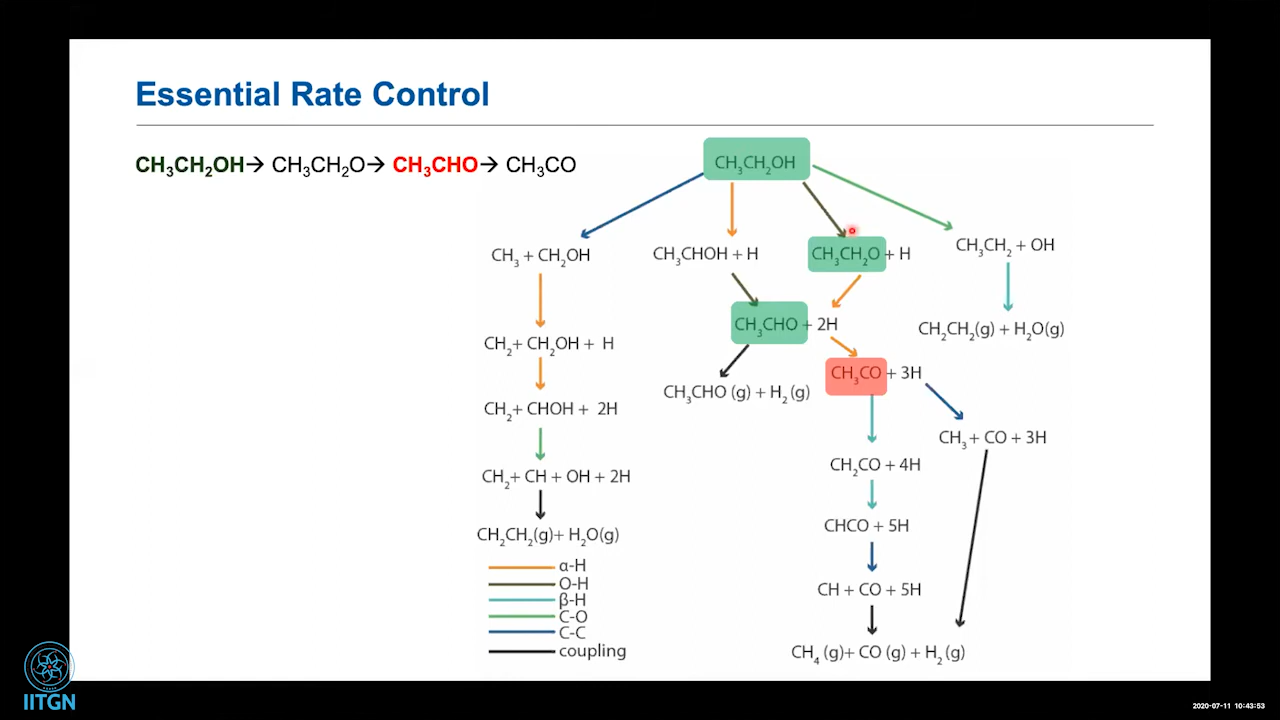 Essential Rate Control
CH₃CH₂OH→ CH₃CH₂O→ CH₃CHO→ CH₃CO
CH₃CH₂OH
CH₃ + CH₂OH
CH₃CHOH + H
CH₃CH₂O + H
CH₃CH₂ + OH
CH₃CHO + 2H
CH₂CH₂(g) + H₂O(g)
CH₂+ CH₂OH + H
CH₃CHO (g) + H₂(g)
CH₃CO + 3H
CH₂+ CHOH + 2H
CH₃ + CO + 3H
CH₂+ CH + OH + 2H
CH₂CO + 4H
CH₂CH₂(g)+ H₂O(g)
CHCO + 5H
CH + CO + 5H
CH₄ (g)+ CO (g) + H₂(g)
α-H
O-H
β-H
C-O
C-C
coupling
IITGN
2020-07-11 10:43:53